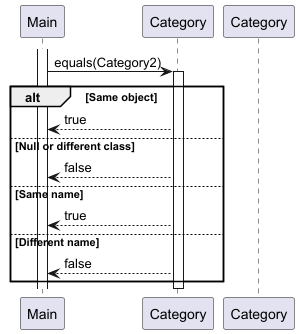 Main Category Category
equals(Category2)
alt [Same object]
true
[Null or different class]
false
[Same name]
true
[Different name]
false
Main Category Category